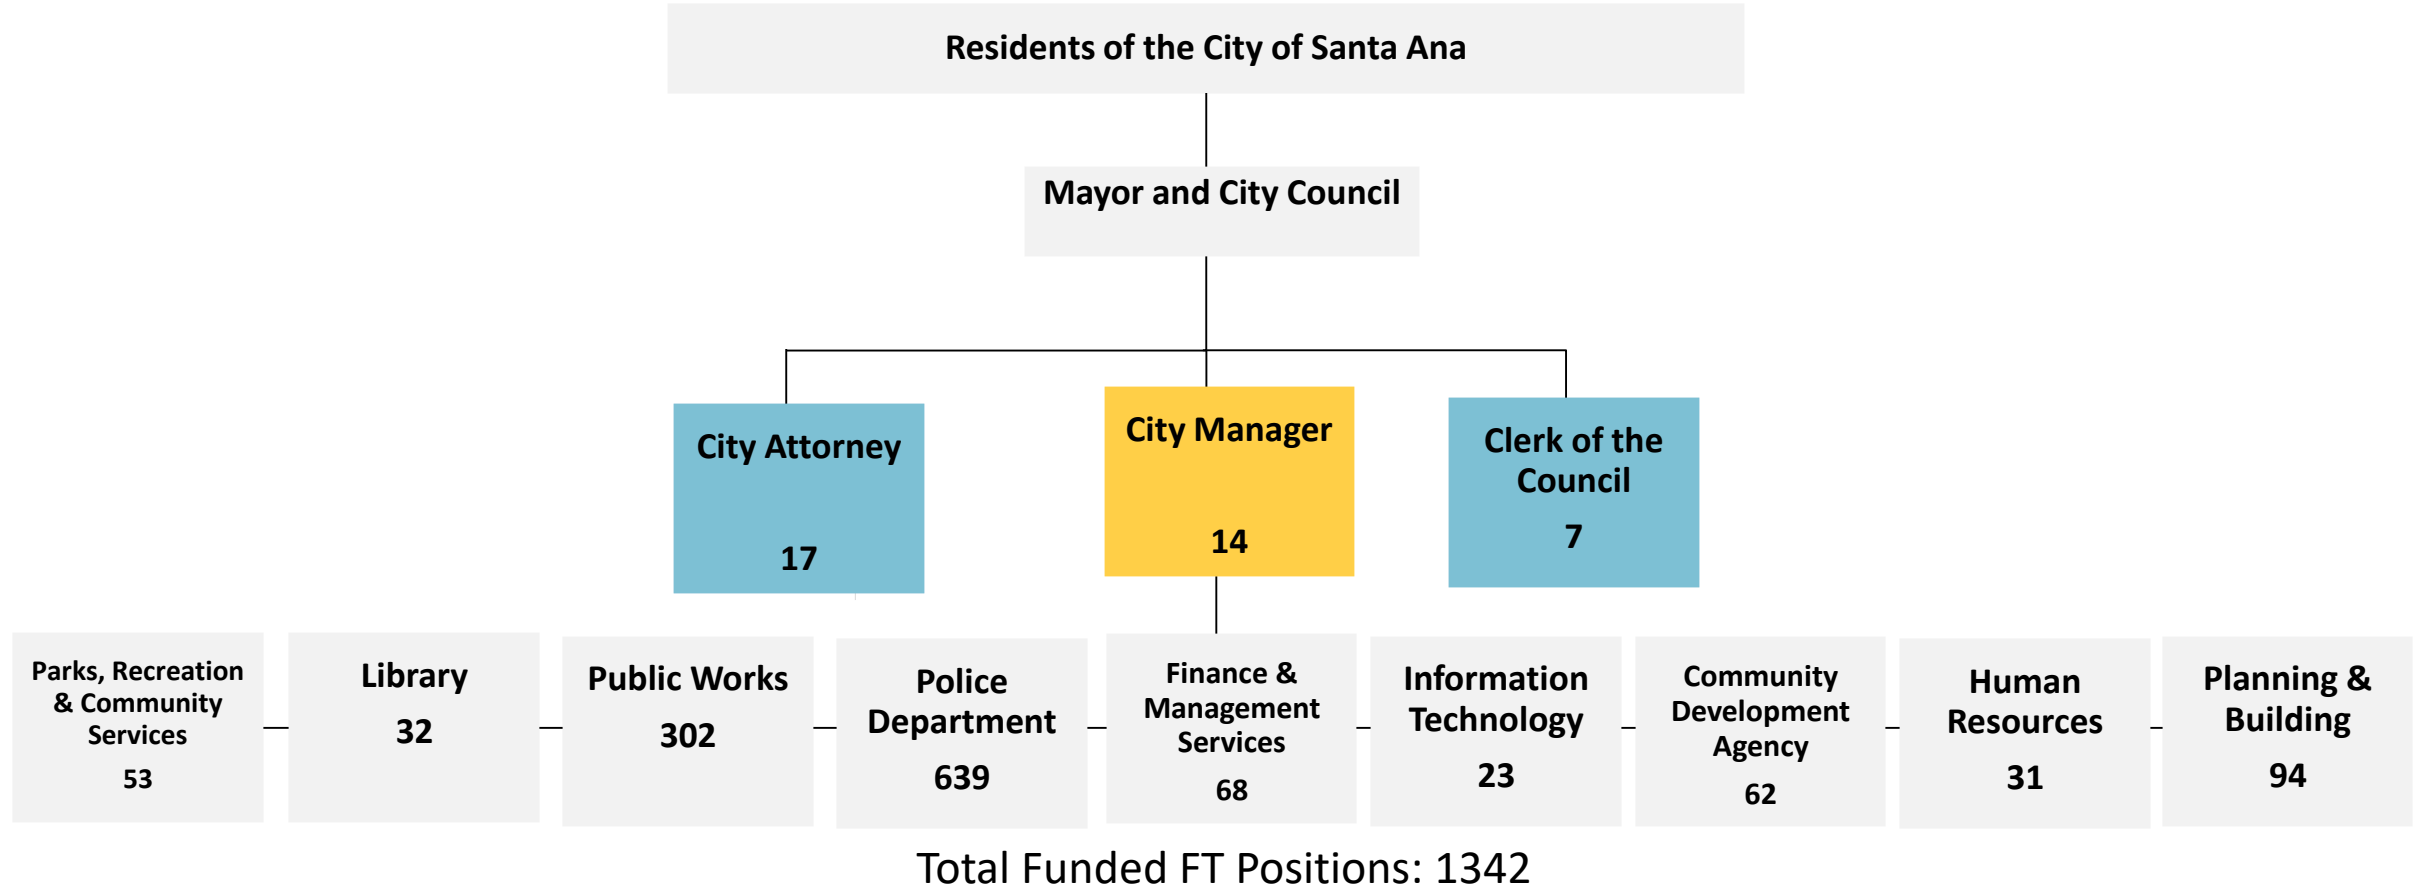 Residents of the City of Santa Ana
Mayor and City Council
City Attorney
17
City Manager
14
Clerk of the
Council
7
Parks, Recreation
& Community
Services
53
Library
32
Public Works
302
Police
Department
639
Finance &
Management
Services
68
Information
Technology
23
Community
Development
Agency
62
Human
Resources
31
Planning &
Building
94
Total Funded FT Positions: 1342